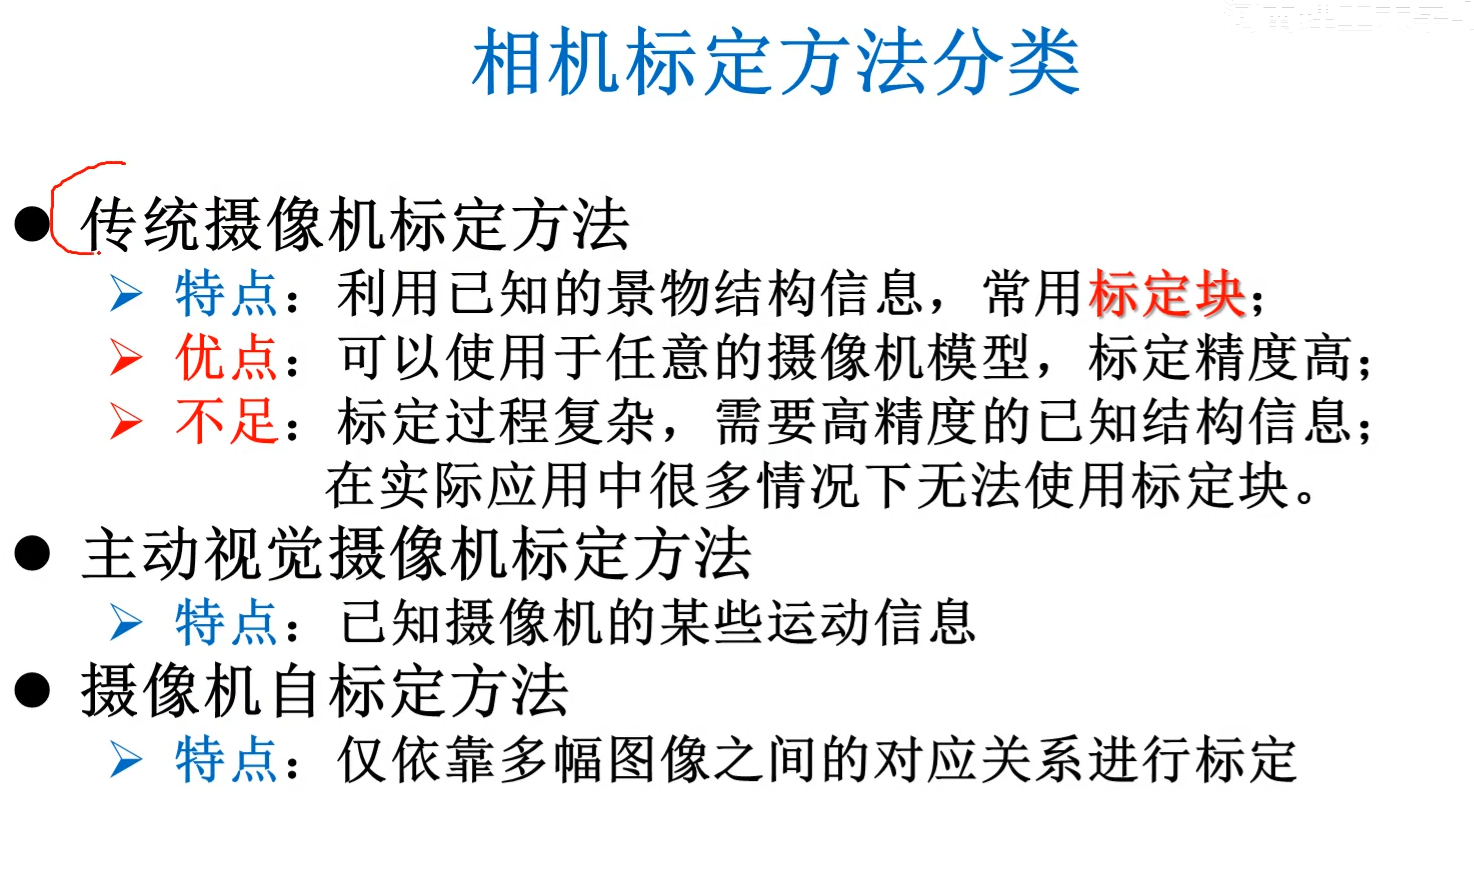 相机标定方法分类
● 传统摄像机标定方法
➢ 特点：利用已知的景物结构信息，常用标定块；
➢ 优点：可以使用于任意的摄像机模型，标定精度高；
➢ 不足：标定过程复杂，需要高精度的已知结构信息；
在实际应用中很多情况下无法使用标定块。
● 主动视觉摄像机标定方法
➢ 特点：已知摄像机的某些运动信息
● 摄像机自标定方法
➢ 特点：仅依靠多幅图像之间的对应关系进行标定